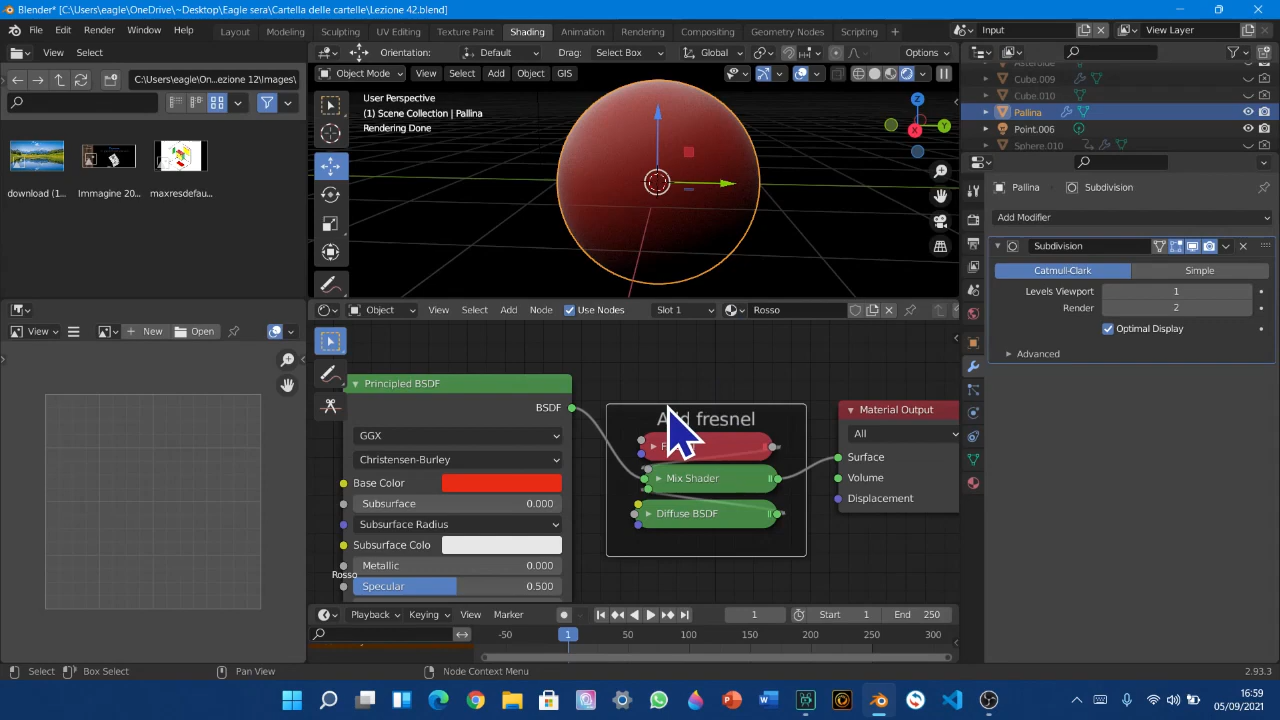 Blender* [C:\Users\eagle\OneDrive\~Desktop\Eagle sera\Cartella delle cartelle\Lezione 42.blend]
File Edit Render Window Help Layout Modeling Sculpting UV Editing Texture Paint Shading Animation Rendering Compositing Geometry Nodes Scripting + Input View Layer
View Select
Orientation: Default Drag: Select Box Global Options
C:\Users\eagle\On...ezione 12\Images\
Object Mode View Select Add Object GIS
User Perspective
(1) Scene Collection | Pallina
Rendering Done
Z
Y
X
download (1...
Immagine 20...
maxresdefau...
Cube.009
Cube.010
Pallina
Point.006
Sphere.010
Pallina Subdivision
Add Modifier
Subdivision
Catmull-Clark Simple
Levels Viewport 1
Render 2
Optimal Display
Advanced
View New Open
Object View Select Add Node Use Nodes Slot 1 Rosso
Principled BSDF
BSDF
GGX
Christensen-Burley
Base Color
Subsurface 0.000
Subsurface Radius
Subsurface Colo
Metallic 0.000
Specular 0.500
Rosso
fresnel
Mix Shader
Diffuse BSDF
Material Output
All
Surface
Volume
Displacement
Playback Keying View Marker 1 Start 1 End 250
-50 1 50 100 150 200 250 300
Select Box Select Pan View Node Context Menu 2.93.3
16:59
05/09/2021